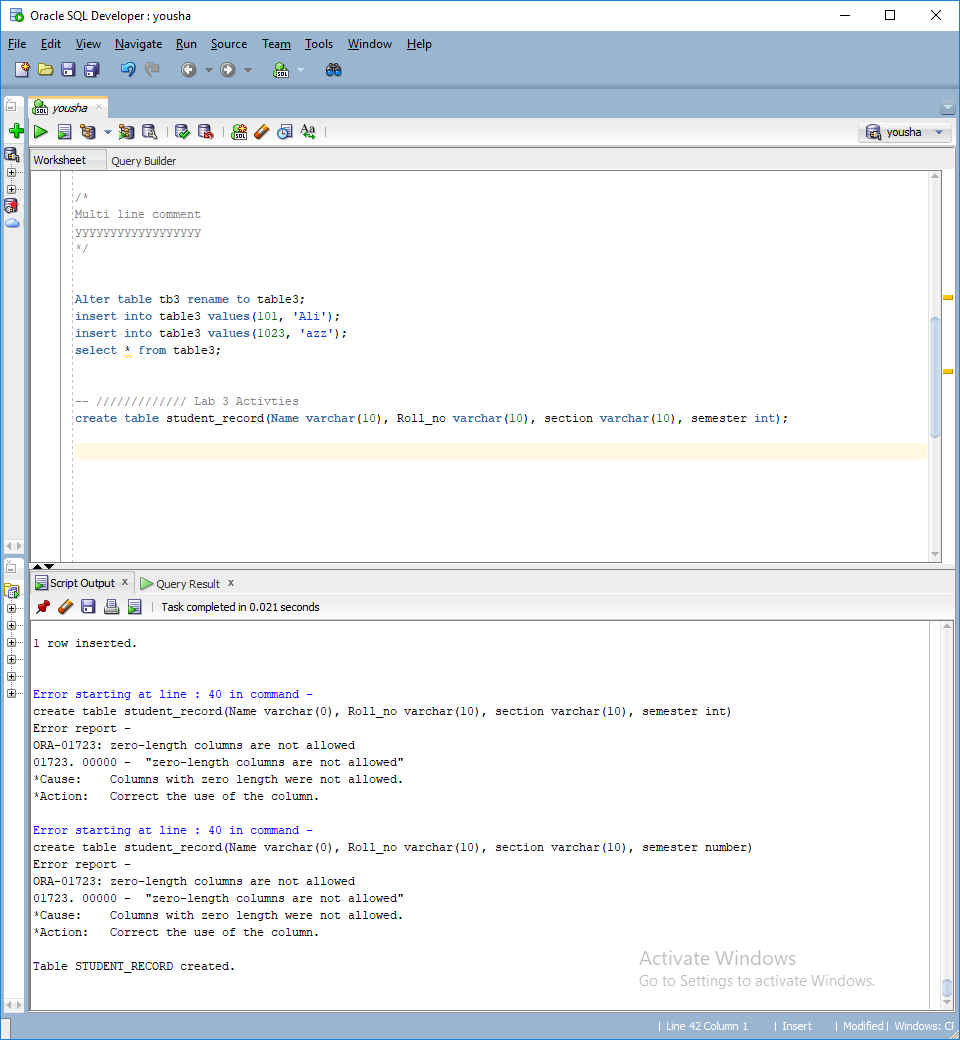 Oracle SQL Developer : yousha
File Edit View Navigate Run Source Team Tools Window Help
yousha
yousha
Worksheet Query Builder
/*
Multi line comment
yyyyyyyyyyyyyyyyyy
*/
Alter table tb3 rename to table3;
insert into table3 values(101, 'Ali');
insert into table3 values(1023, 'azz');
select * from table3;
-- ///////////// Lab 3 Activties
create table student_record(Name varchar(10), Roll_no varchar(10), section varchar(10), semester int);
Script Output x Query Result x
Task completed in 0.021 seconds
1 row inserted.
Error starting at line : 40 in command -
create table student_record(Name varchar(0), Roll_no varchar(10), section varchar(10), semester int)
Error report -
ORA-01723: zero-length columns are not allowed
01723. 00000 -  "zero-length columns are not allowed"
*Cause:    Columns with zero length were not allowed.
*Action:   Correct the use of the column.
Error starting at line : 40 in command -
create table student_record(Name varchar(0), Roll_no varchar(10), section varchar(10), semester number)
Error report -
ORA-01723: zero-length columns are not allowed
01723. 00000 -  "zero-length columns are not allowed"
*Cause:    Columns with zero length were not allowed.
*Action:   Correct the use of the column.
Table STUDENT_RECORD created.
Activate Windows
Go to Settings to activate Windows.
| Line 42 Column 1 | Insert | Modified | Windows: CF